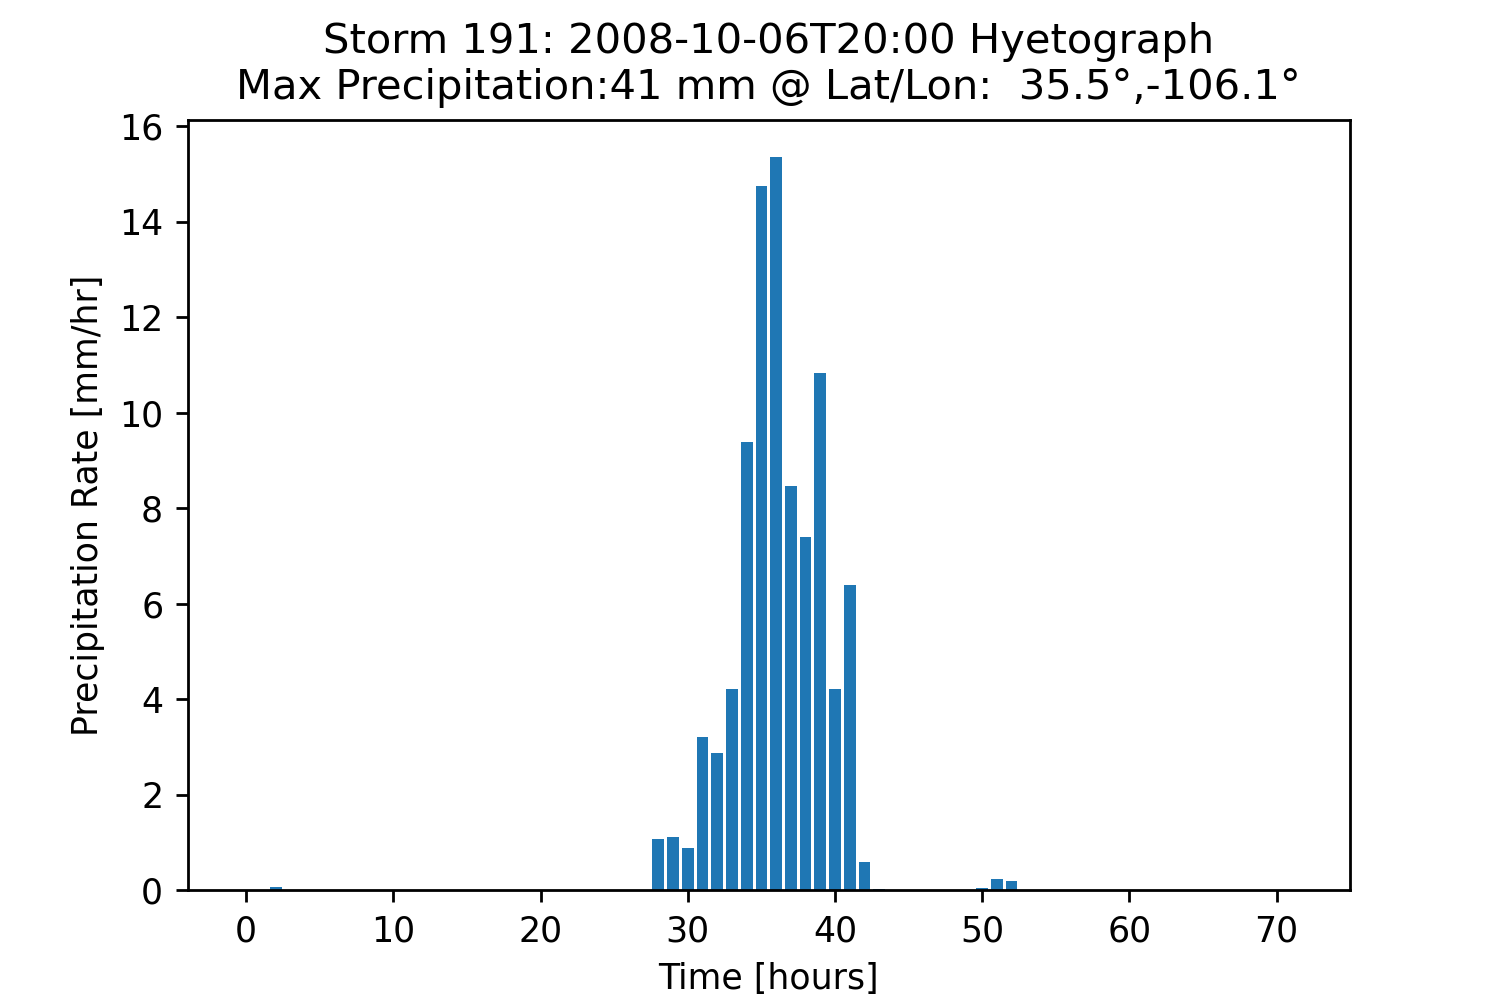 Storm 191: 2008-10-06T20:00 Hyetograph
Max Precipitation:41 mm @ Lat/Lon:  35.5°,-106.1°
16
14
12
10
8
6
4
2
0
Precipitation Rate [mm/hr]
0 10 20 30 40 50 60 70
Time [hours]